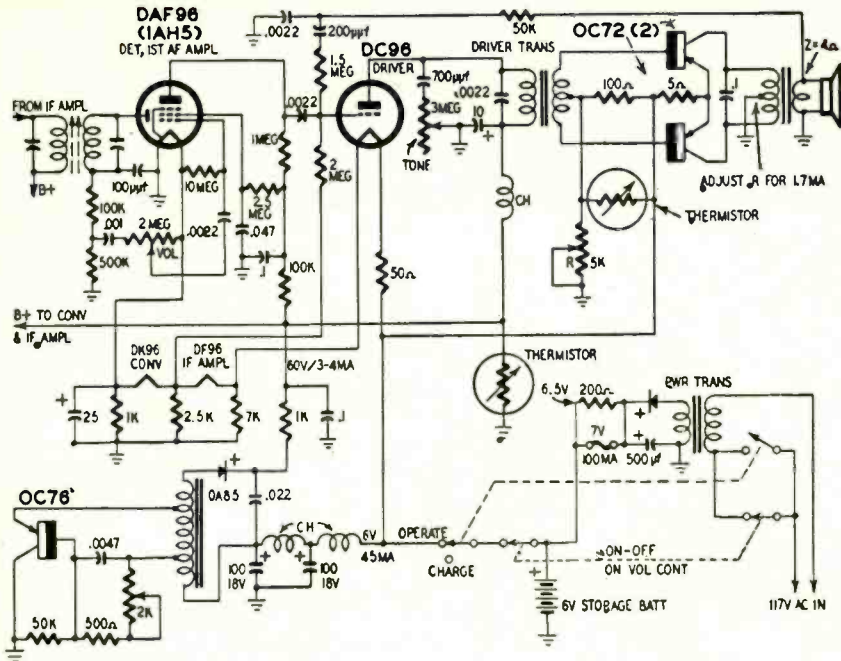 DAF96
(1AH5)
DET, 1ST AF AMPL
.0022
200µµf
50K
OC72 (2)
Z=4Ω
1.5
MEG
DC96
DRIVER
DRIVER TRANS
700µµf
.0022
100Ω
5Ω
.1
FROM IF AMPL
.0022
3MEG
10
+
TONE
1MEG
2
MEG
B+
100µµf
10MEG
2.5
MEG
CH
ADJUST R FOR 1.7MA
THERMISTOR
100K
.001
2 MEG
VOL
.0022
.047
500K
.1
100K
50Ω
R
5K
B+ TO CONV
& IF AMPL
THERMISTOR
DK96
CONV
DF96
IF AMPL
60V/3-4MA
6.5V
200Ω
PWR TRANS
+
25
1K
2.5K
7K
1K
.1
7V
100MA
+
+
500µf
OC76
OA85
+
.022
.0047
CH
6V
45MA
OPERATE
CHARGE
ON-OFF
ON VOL CONT
+
100
18V
+
100
18V
2K
50K
500Ω
+
6V STORAGE BATT
117V AC IN